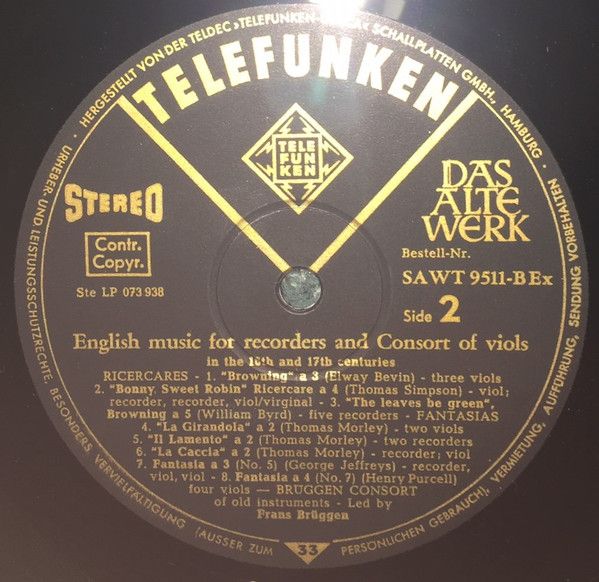 · HERGESTELLT VON DER TELDEC »TELEFUNKEN- « SCHALLPLATTEN GMBH., HAMBURG ·
URHEBER- UND LEISTUNGSSCHUTZRECHTE, BESONDERS VERVIELFÄLTIGUNG (AUSSER ZUM PERSÖNLICHEN GEBRAUCH), VERMIETUNG, AUFFÜHRUNG, SENDUNG VORBEHALTEN
TELEFUNKEN
TELE
FUN
KEN
STEREO
Contr.
Copyr.
Ste LP 073 938
DAS
ALTE
WERK
Bestell-Nr.
SAWT 9511-B Ex
Side 2
English music for recorders and Consort of viols
in the 16th and 17th centuries
RICERCARES - 1. "Browning" a 3 (Elway Bevin) - three viols
2. "Bonny Sweet Robin" Ricercare a 4 (Thomas Simpson) - viol;
recorder, recorder, viol/virginal - 3. "The leaves be green",
Browning a 5 (William Byrd) - five recorders - FANTASIAS
4. "La Girandola" a 2 (Thomas Morley) - two viols
5. "Il Lamento" a 2 (Thomas Morley) - two recorders
6. "La Caccia" a 2 (Thomas Morley) - recorder; viol
7. Fantasia a 3 (No. 5) (George Jeffreys) - recorder,
viol, viol - 8. Fantasia a 4 (No. 7) (Henry Purcell)
four viols — BRÜGGEN CONSORT
of old instruments - Led by
Frans Brüggen
33